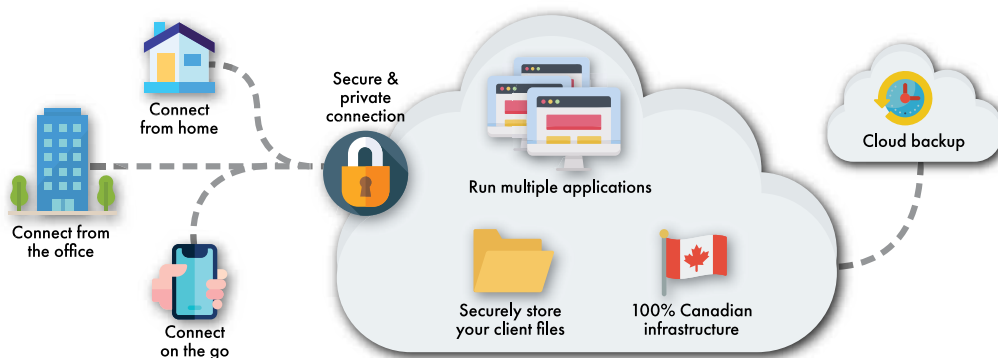 Connect
from home
Connect from
the office
Connect
on the go
Secure &
private
connection
Run multiple applications
Securely store
your client files
100% Canadian
infrastructure
Cloud backup